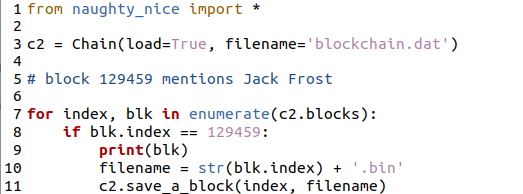 1 from naughty_nice import *
2
3 c2 = Chain(load=True, filename='blockchain.dat')
4
5 # block 129459 mentions Jack Frost
6
7 for index, blk in enumerate(c2.blocks):
8     if blk.index == 129459:
9         print(blk)
10         filename = str(blk.index) + '.bin'
11         c2.save_a_block(index, filename)